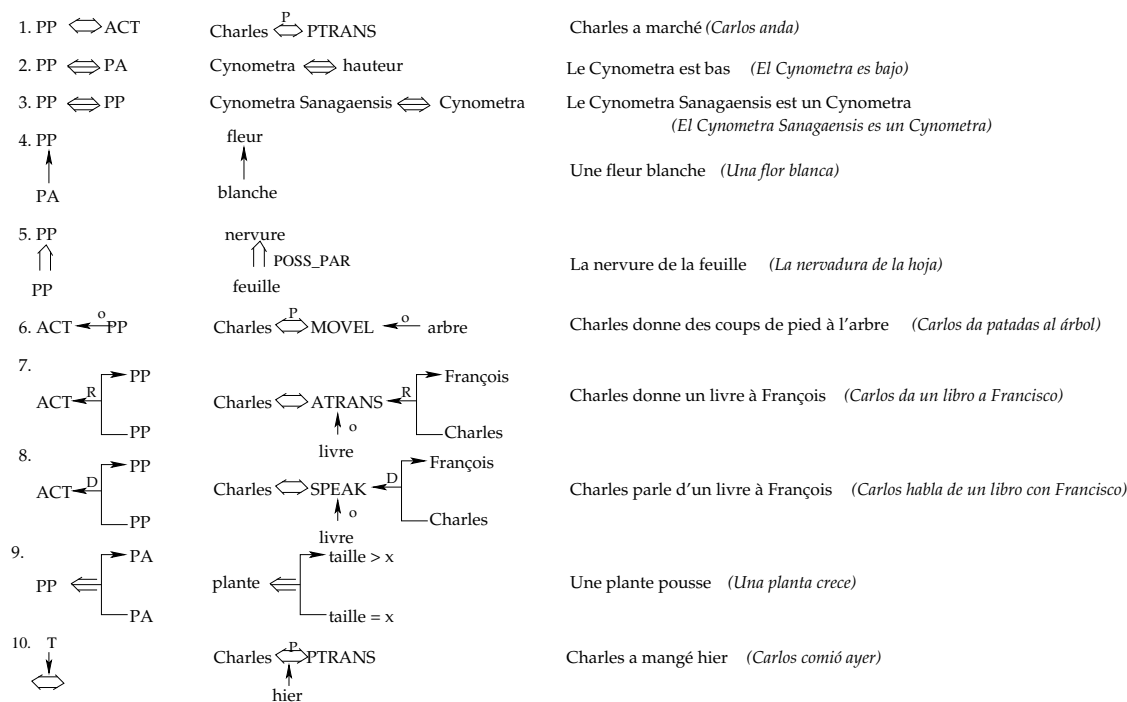 1. PP ACT Charles P PTRANS Charles a marché (Carlos anda)
2. PP PA Cynometra hauteur Le Cynometra est bas (El Cynometra es bajo)
3. PP PP Cynometra Sanagaensis Cynometra Le Cynometra Sanagaensis est un Cynometra
(El Cynometra Sanagaensis es un Cynometra)
4. PP fleur
Une fleur blanche (Una flor blanca)
PA blanche
5. PP nervure
POSS_PAR La nervure de la feuille (La nervadura de la hoja)
PP feuille
6. ACT o PP Charles P MOVEL o arbre Charles donne des coups de pied à l'arbre (Carlos da patadas al árbol)
7.
PP François
ACT R Charles ATRANS R Charles donne un livre à François (Carlos da un libro a Francisco)
o
PP Charles
livre
8.
PP François
ACT D Charles SPEAK D Charles parle d'un livre à François (Carlos habla de un libro con Francisco)
o
PP Charles
livre
9.
PA taille > x
PP plante Une plante pousse (Una planta crece)
PA taille = x
10. T
Charles P PTRANS Charles a mangé hier (Carlos comió ayer)
hier